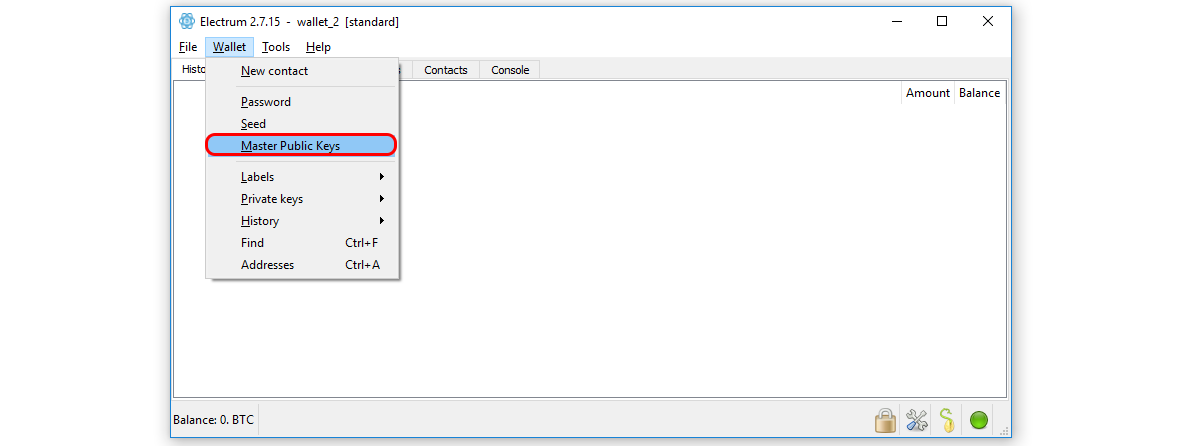 Electrum 2.7.15 - wallet_2 [standard]
File Wallet Tools Help
Histo Contacts Console
New contact
Amount Balance
Password
Seed
Master Public Keys
Labels
Private keys
History
Find Ctrl+F
Addresses Ctrl+A
Balance: 0. BTC